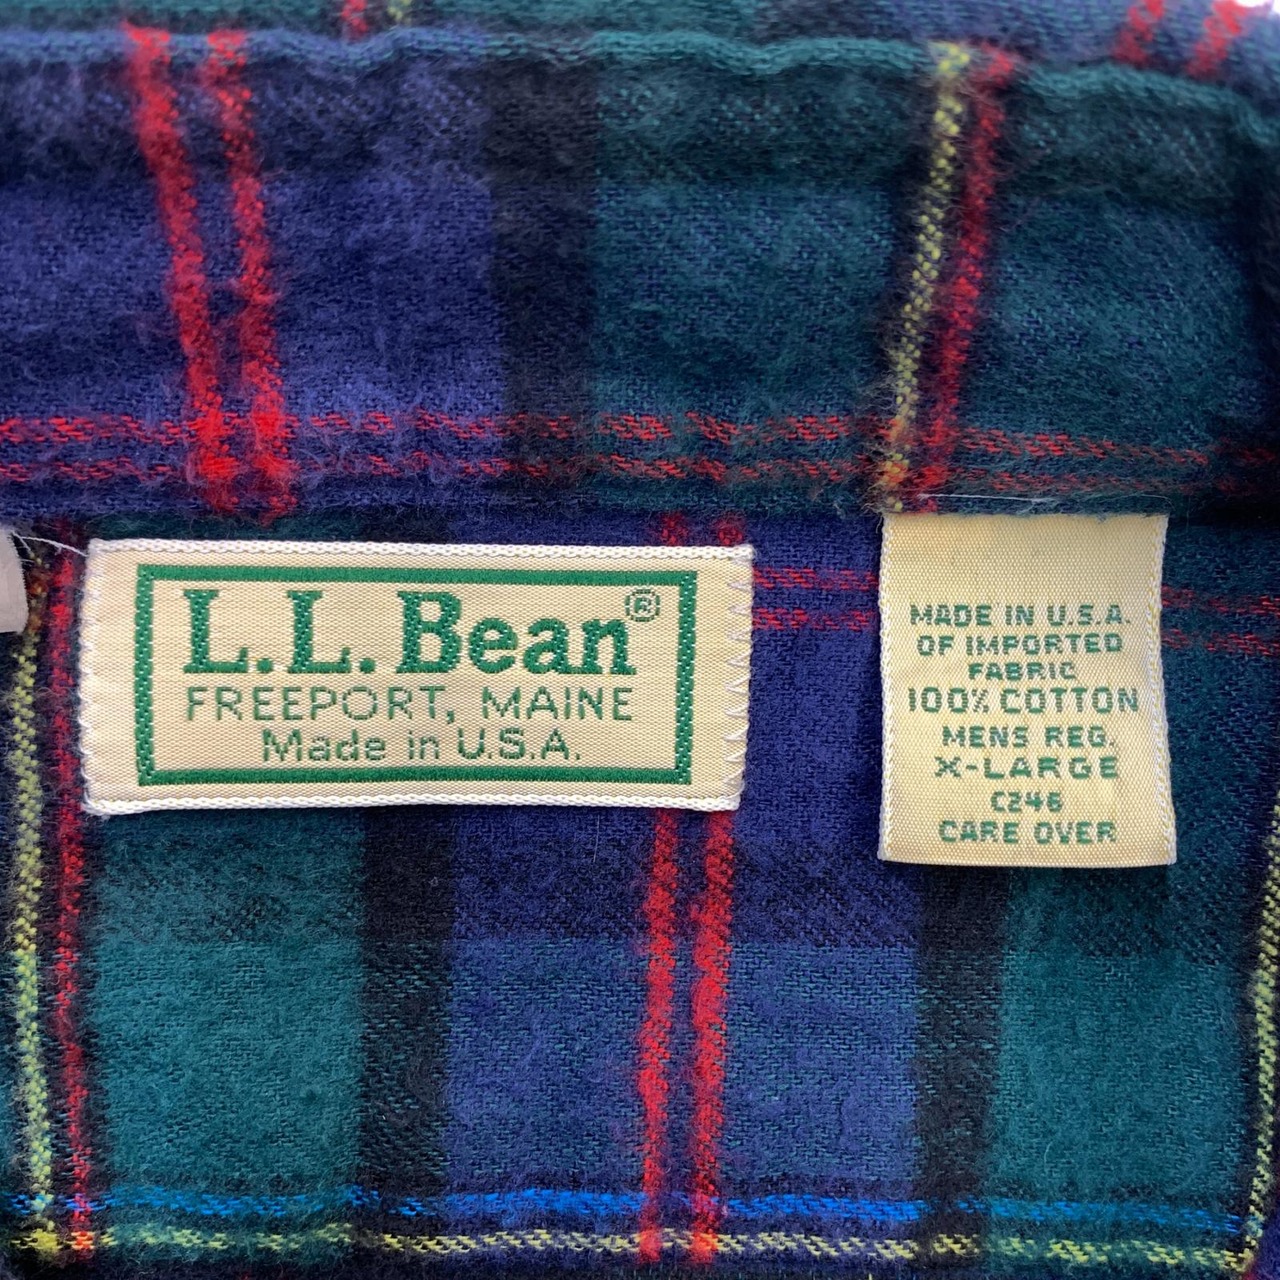 L.L.Bean®
FREEPORT, MAINE
Made in U.S.A.
MADE IN U.S.A.
OF IMPORTED
FABRIC
100% COTTON
MENS REG.
X-LARGE
C246
CARE OVER